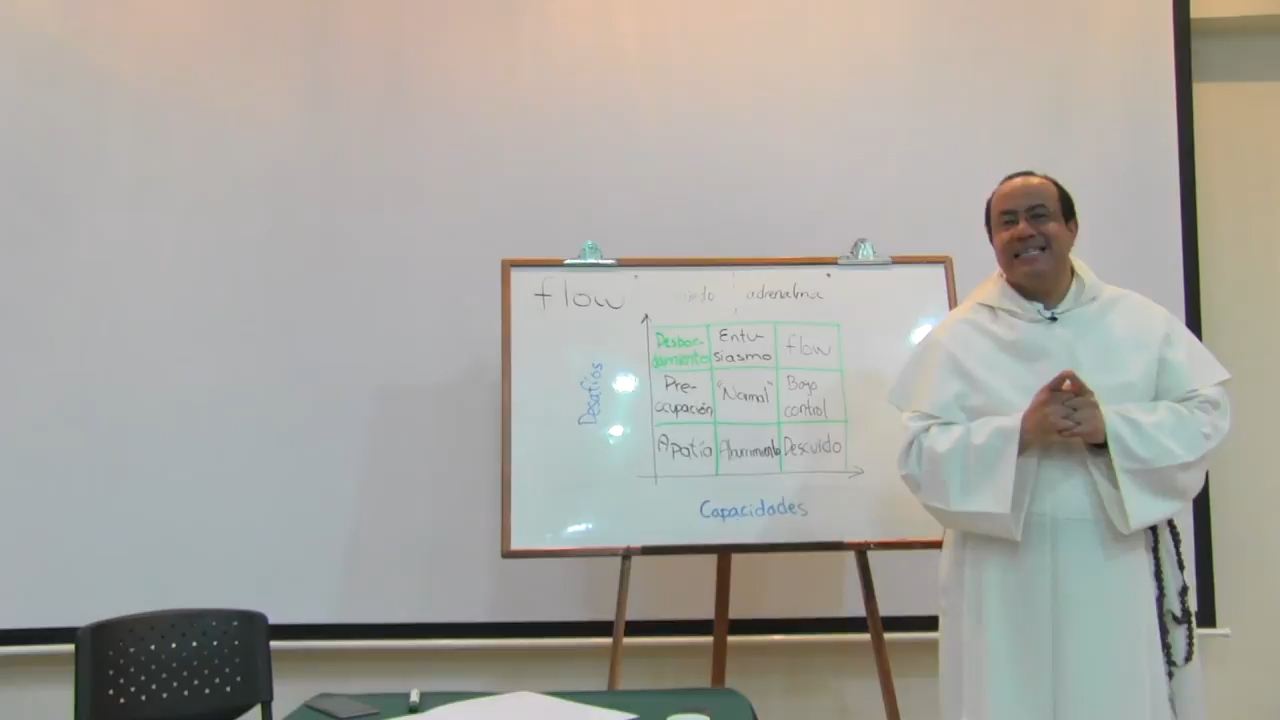 flow
adrenalina
Desbor-
damiento
Entu-
siasmo
flow
Desafíos
Pre-
ocupación
"Normal"
Bajo
control
Apatía
Aburrimiento
Descuido
Capacidades